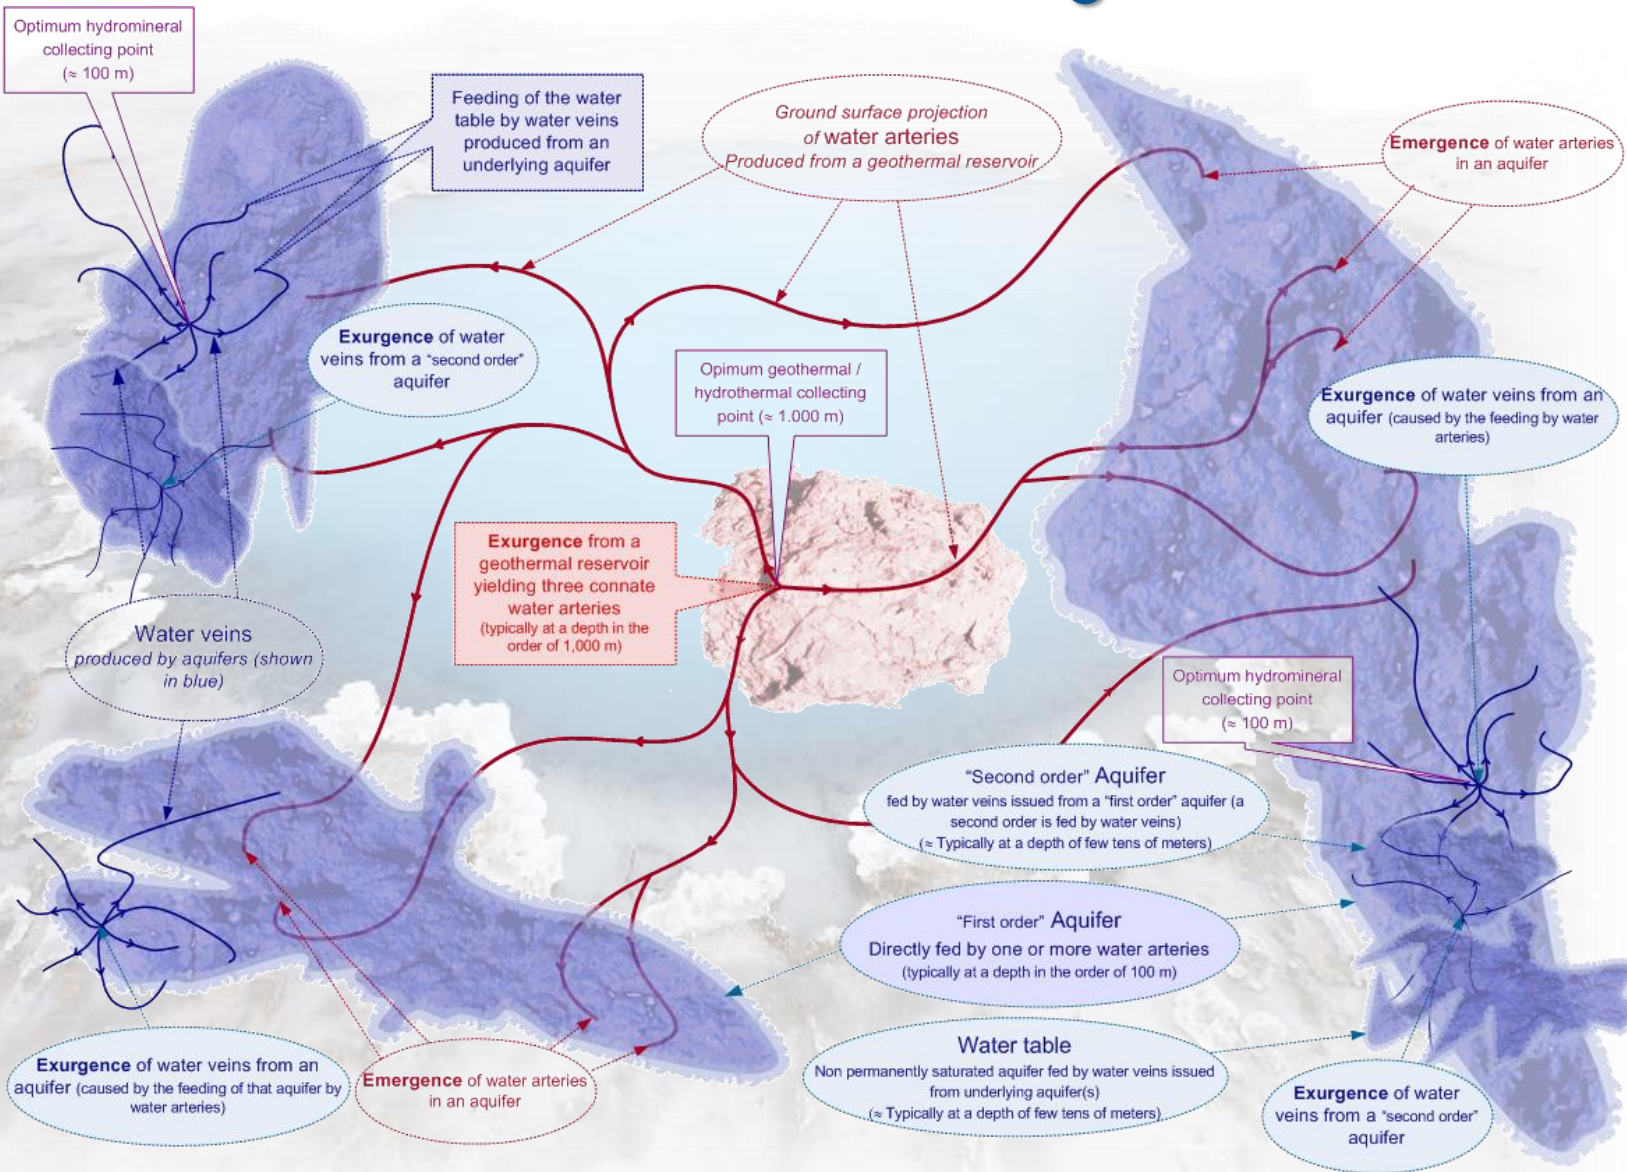 Optimum hydromineral
collecting point
(≈ 100 m)
Feeding of the water
table by water veins
produced from an
underlying aquifer
Ground surface projection
of water arteries
Produced from a geothermal reservoir
Emergence of water arteries
in an aquifer
Exurgence of water
veins from a "second order"
aquifer
Opimum geothermal /
hydrothermal collecting
point (≈ 1.000 m)
Exurgence of water veins from an
aquifer (caused by the feeding by water
arteries)
Exurgence from a
geothermal reservoir
yielding three connate
water arteries
(typically at a depth in the
order of 1,000 m)
Water veins
produced by aquifers (shown
in blue)
Optimum hydromineral
collecting point
(≈ 100 m)
"Second order" Aquifer
fed by water veins issued from a "first order" aquifer (a
second order is fed by water veins)
(≈ Typically at a depth of few tens of meters)
"First order" Aquifer
Directly fed by one or more water arteries
(typically at a depth in the order of 100 m)
Water table
Non permanently saturated aquifer fed by water veins issued
from underlying aquifer(s)
(≈ Typically at a depth of few tens of meters)
Exurgence of water veins from an
aquifer (caused by the feeding of that aquifer by
water arteries)
Emergence of water arteries
in an aquifer
Exurgence of water
veins from a "second order"
aquifer